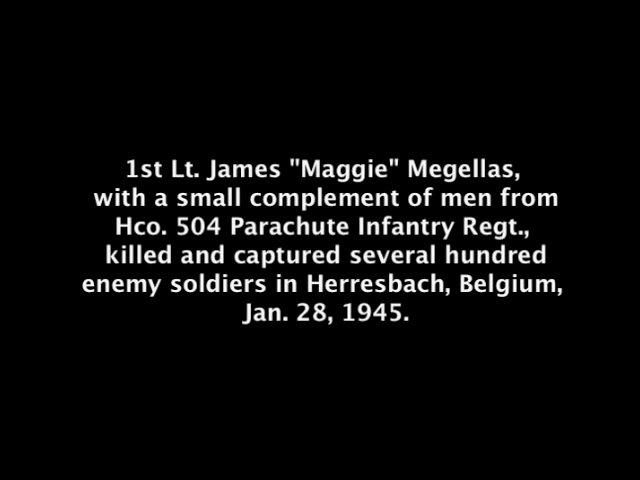 1st Lt. James "Maggie" Megellas,
with a small complement of men from
Hco. 504 Parachute Infantry Regt.,
killed and captured several hundred
enemy soldiers in Herresbach, Belgium,
Jan. 28, 1945.